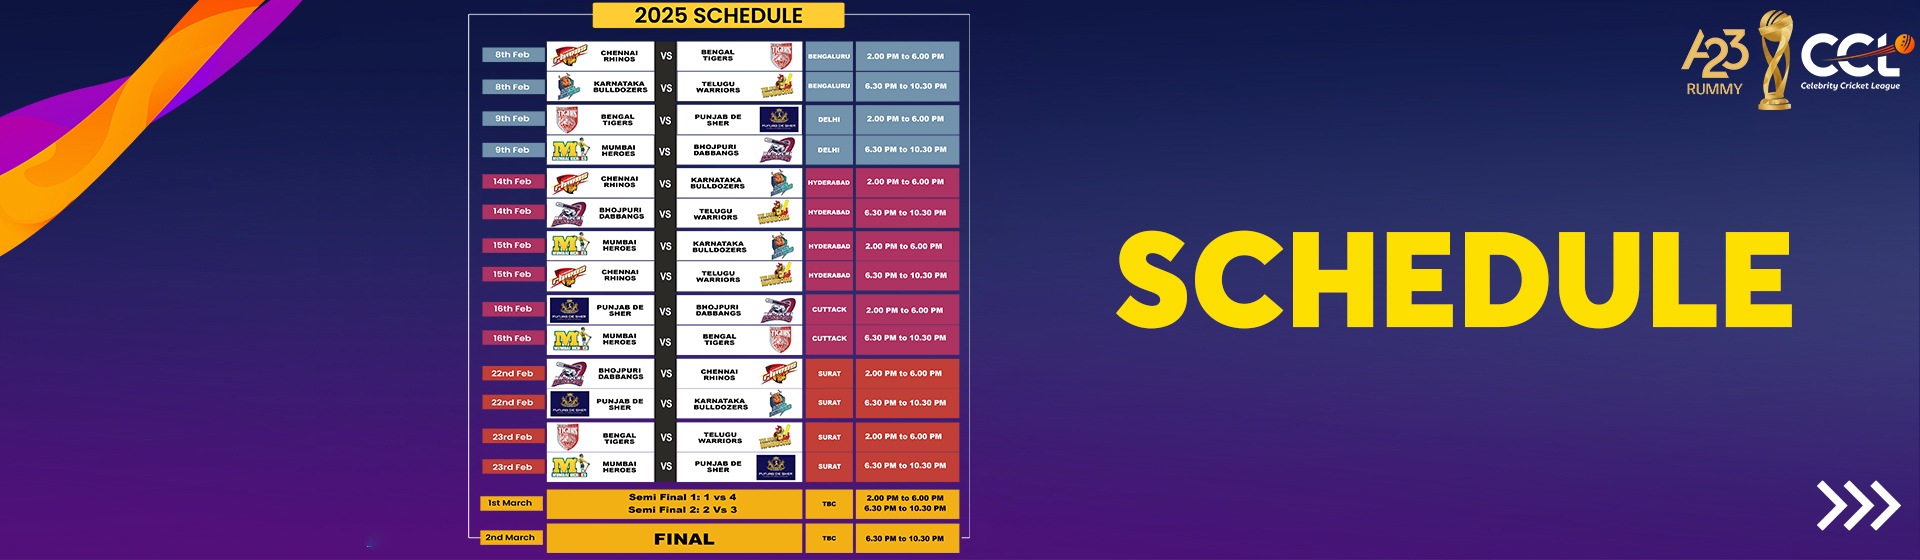 2025 SCHEDULE
8th Feb CHENNAI RHINOS VS BENGAL TIGERS BENGALURU 2.00 PM to 6.00 PM
8th Feb KARNATAKA BULLDOZERS VS TELUGU WARRIORS BENGALURU 6.30 PM to 10.30 PM
9th Feb BENGAL TIGERS VS PUNJAB DE SHER DELHI 2.00 PM to 6.00 PM
9th Feb MUMBAI HEROES VS BHOJPURI DABBANGS DELHI 6.30 PM to 10.30 PM
14th Feb CHENNAI RHINOS VS KARNATAKA BULLDOZERS HYDERABAD 2.00 PM to 6.00 PM
14th Feb BHOJPURI DABBANGS VS TELUGU WARRIORS HYDERABAD 6.30 PM to 10.30 PM
15th Feb MUMBAI HEROES VS KARNATAKA BULLDOZERS HYDERABAD 2.00 PM to 6.00 PM
15th Feb CHENNAI RHINOS VS TELUGU WARRIORS HYDERABAD 6.30 PM to 10.30 PM
16th Feb PUNJAB DE SHER VS BHOJPURI DABBANGS CUTTACK 2.00 PM to 6.00 PM
16th Feb MUMBAI HEROES VS BENGAL TIGERS CUTTACK 6.30 PM to 10.30 PM
22nd Feb BHOJPURI DABBANGS VS CHENNAI RHINOS SURAT 2.00 PM to 6.00 PM
22nd Feb PUNJAB DE SHER VS KARNATAKA BULLDOZERS SURAT 6.30 PM to 10.30 PM
23rd Feb BENGAL TIGERS VS TELUGU WARRIORS SURAT 2.00 PM to 6.00 PM
23rd Feb MUMBAI HEROES VS PUNJAB DE SHER SURAT 6.30 PM to 10.30 PM
1st March Semi Final 1: 1 vs 4 TBC 2.00 PM to 6.00 PM
Semi Final 2: 2 Vs 3 6.30 PM to 10.30 PM
2nd March FINAL TBC 6.30 PM to 10.30 PM
A23
RUMMY
CCL
Celebrity Cricket League
SCHEDULE